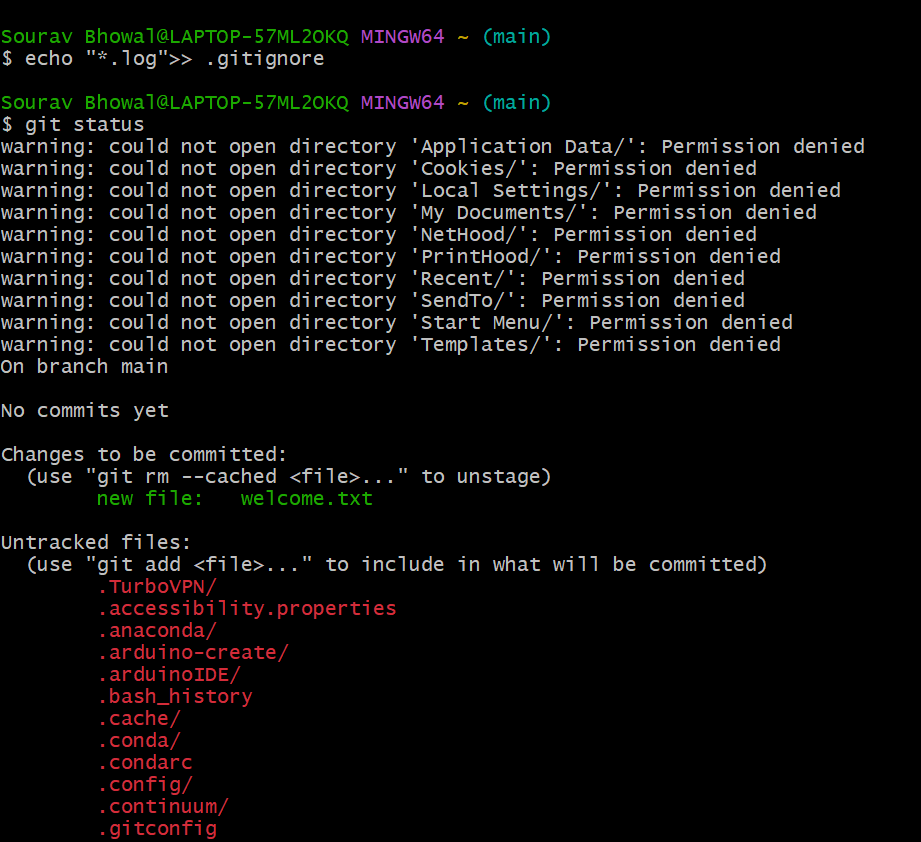 Sourav Bhowal@LAPTOP-57ML2OKQ MINGW64 ~ (main)
$ echo "*.log">> .gitignore
Sourav Bhowal@LAPTOP-57ML2OKQ MINGW64 ~ (main)
$ git status
warning: could not open directory 'Application Data/': Permission denied
warning: could not open directory 'Cookies/': Permission denied
warning: could not open directory 'Local Settings/': Permission denied
warning: could not open directory 'My Documents/': Permission denied
warning: could not open directory 'NetHood/': Permission denied
warning: could not open directory 'PrintHood/': Permission denied
warning: could not open directory 'Recent/': Permission denied
warning: could not open directory 'SendTo/': Permission denied
warning: could not open directory 'Start Menu/': Permission denied
warning: could not open directory 'Templates/': Permission denied
On branch main
No commits yet
Changes to be committed:
  (use "git rm --cached <file>..." to unstage)
        new file:   welcome.txt
Untracked files:
  (use "git add <file>..." to include in what will be committed)
        .TurboVPN/
        .accessibility.properties
        .anaconda/
        .arduino-create/
        .arduinoIDE/
        .bash_history
        .cache/
        .conda/
        .condarc
        .config/
        .continuum/
        .gitconfig